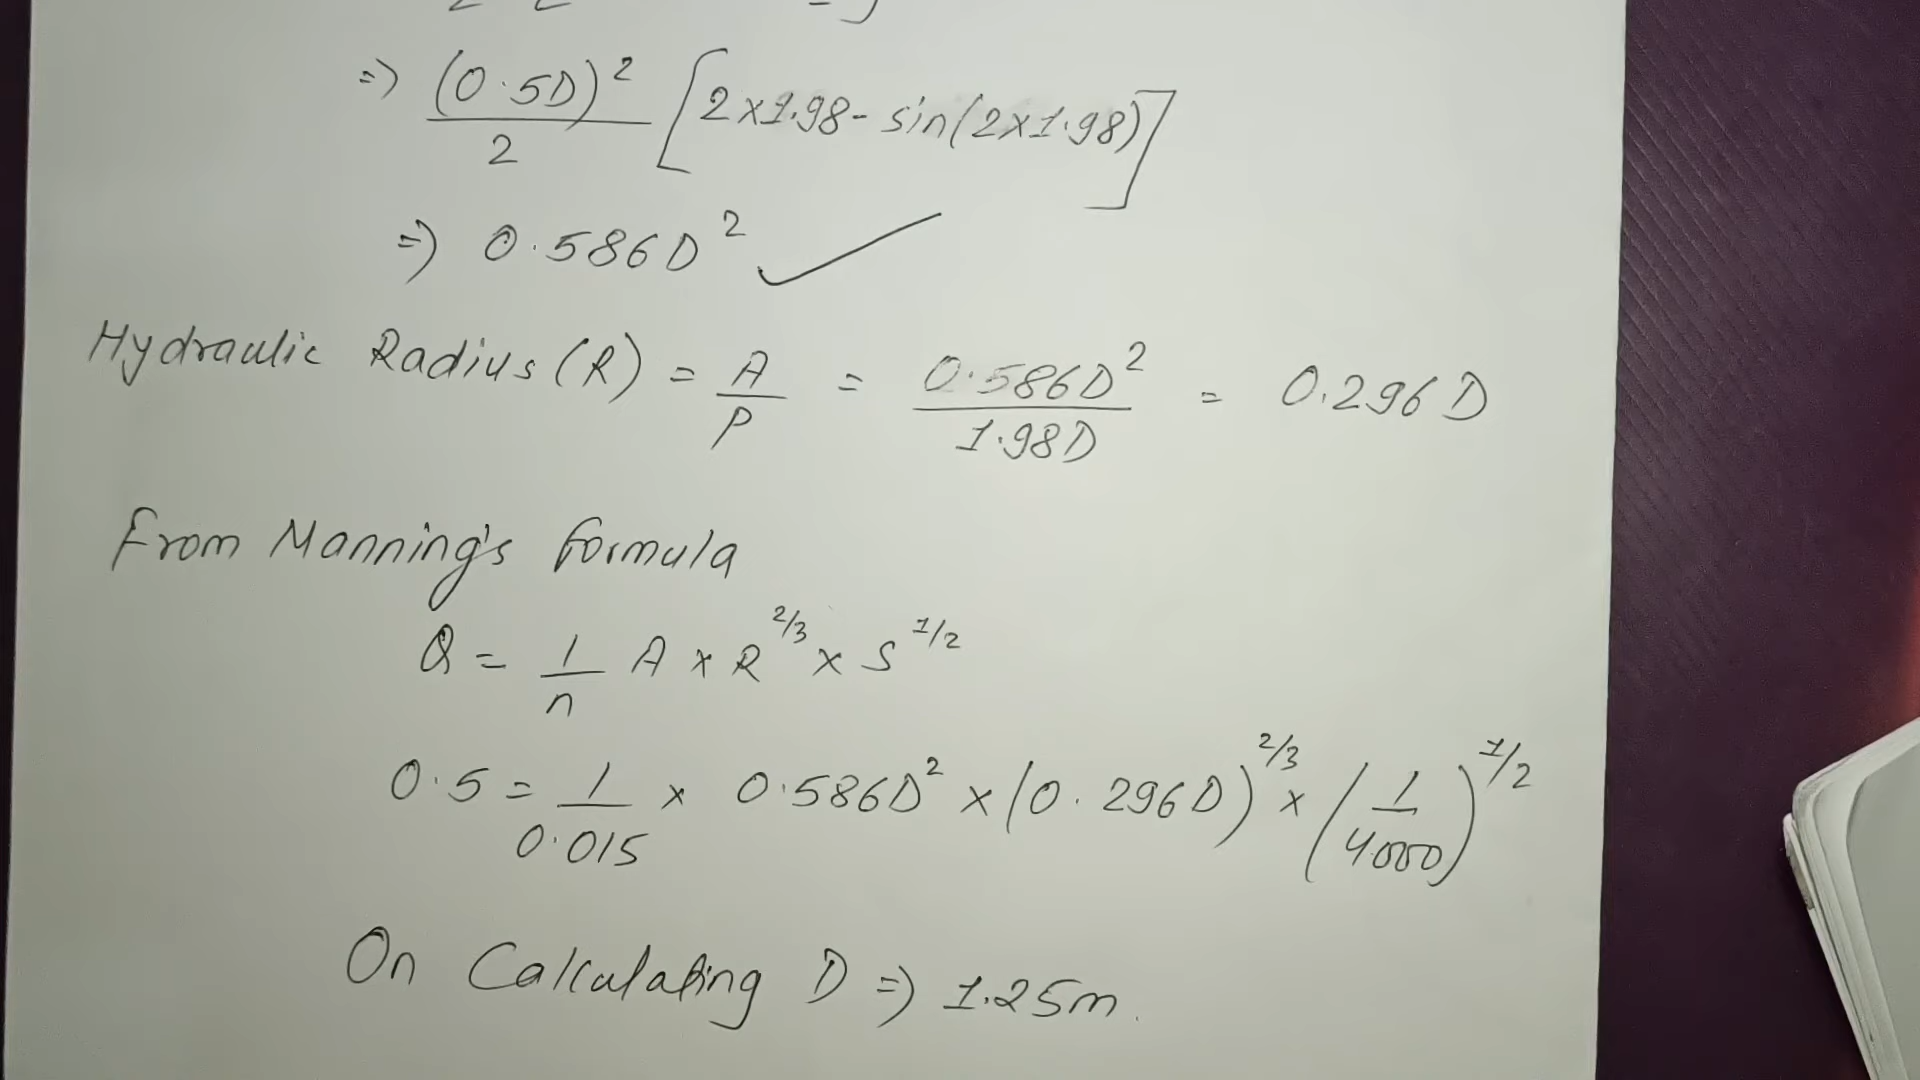 => (0.5D)² / 2 [2×1.98 - sin(2×1.98)]
=> 0.586D² ✓
Hydraulic Radius (R) = A/P = 0.586D² / 1.98D = 0.296D
From Manning's formula
Q = 1/n A × R^2/3 × S^1/2
0.5 = 1/0.015 × 0.586D² × (0.296D)^2/3 × (1/4000)^1/2
On Calculating D => 1.25m.